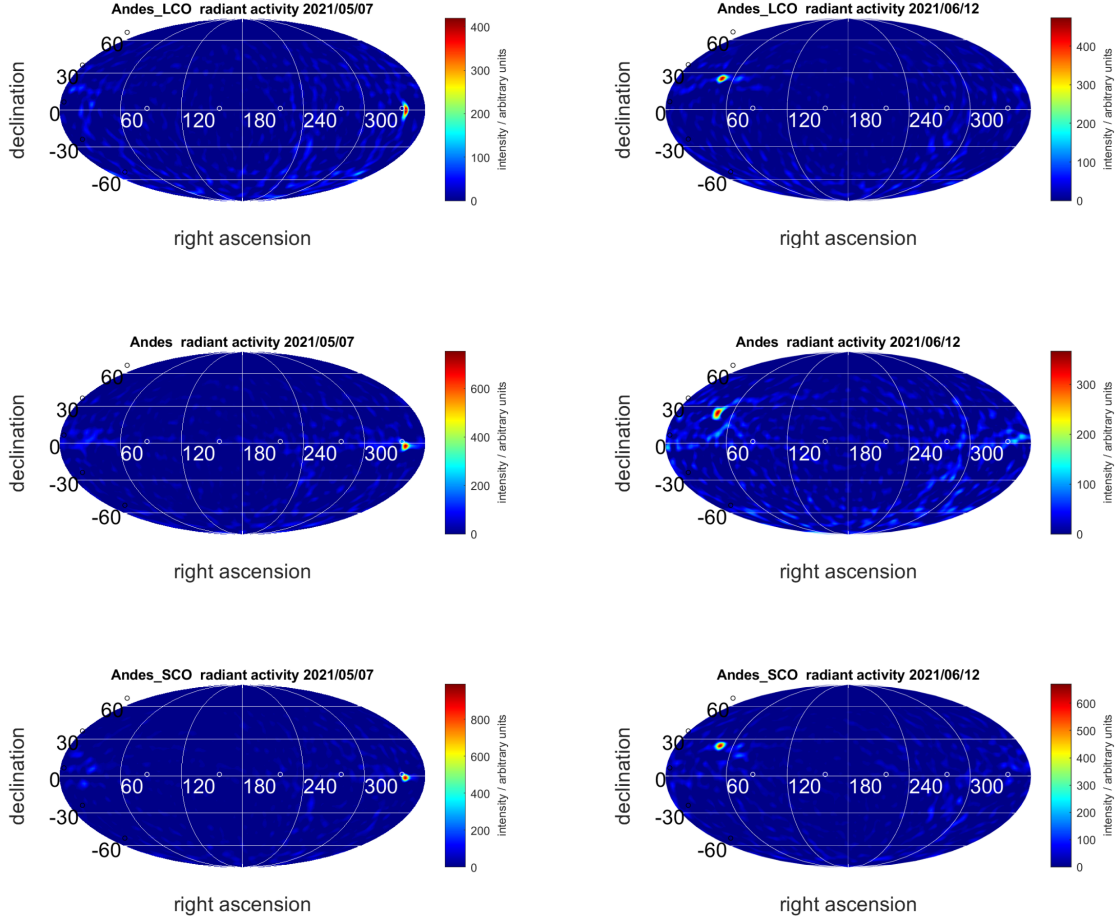 Andes_LCO radiant activity 2021/05/07
declination
60°
30°
0
-30
-60
60° 120 180 240° 300°
right ascension
400
300
200
100
0
intensity / arbitrary units
Andes_LCO radiant activity 2021/06/12
declination
60°
30°
0
-30
-60
60° 120 180 240° 300°
right ascension
400
300
200
100
0
intensity / arbitrary units
Andes radiant activity 2021/05/07
declination
60°
30°
0
-30
-60
60° 120 180 240° 300°
right ascension
600
400
200
0
intensity / arbitrary units
Andes radiant activity 2021/06/12
declination
60°
30°
0
-30
-60
60° 120 180 240° 300°
right ascension
300
200
100
0
intensity / arbitrary units
Andes_SCO radiant activity 2021/05/07
declination
60°
30°
0
-30
-60
60° 120 180 240° 300°
right ascension
800
600
400
200
0
intensity / arbitrary units
Andes_SCO radiant activity 2021/06/12
declination
60°
30°
0
-30
-60
60° 120 180 240° 300°
right ascension
600
500
400
300
200
100
0
intensity / arbitrary units